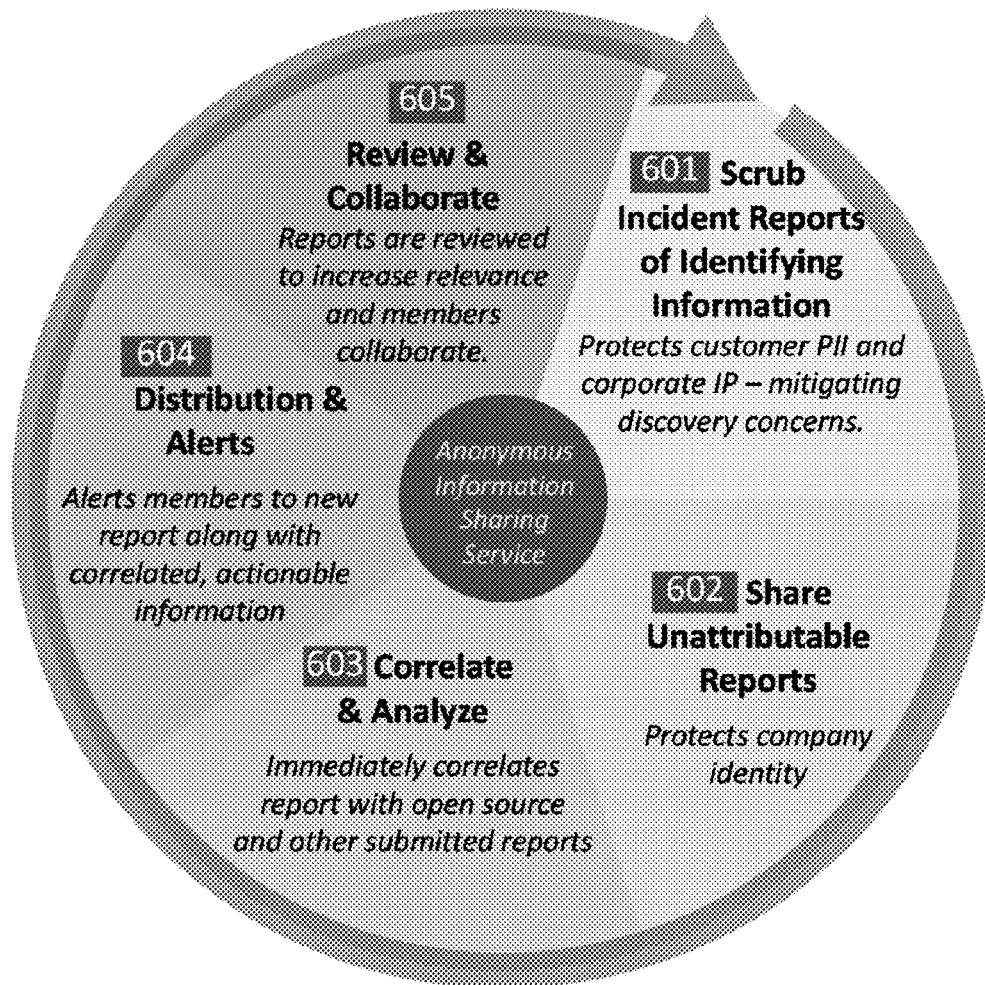 605
Review &
Collaborate
Reports are reviewed
to increase relevance
and members
collaborate.
601 Scrub
Incident Reports
of Identifying
Information
Protects customer PII and
corporate IP – mitigating
discovery concerns.
604
Distribution &
Alerts
Alerts members to new
report along with
correlated, actionable
information
Anonymous
Information
Sharing
Service
602 Share
Unattributable
Reports
Protects company
identity
603 Correlate
& Analyze
Immediately correlates
report with open source
and other submitted reports